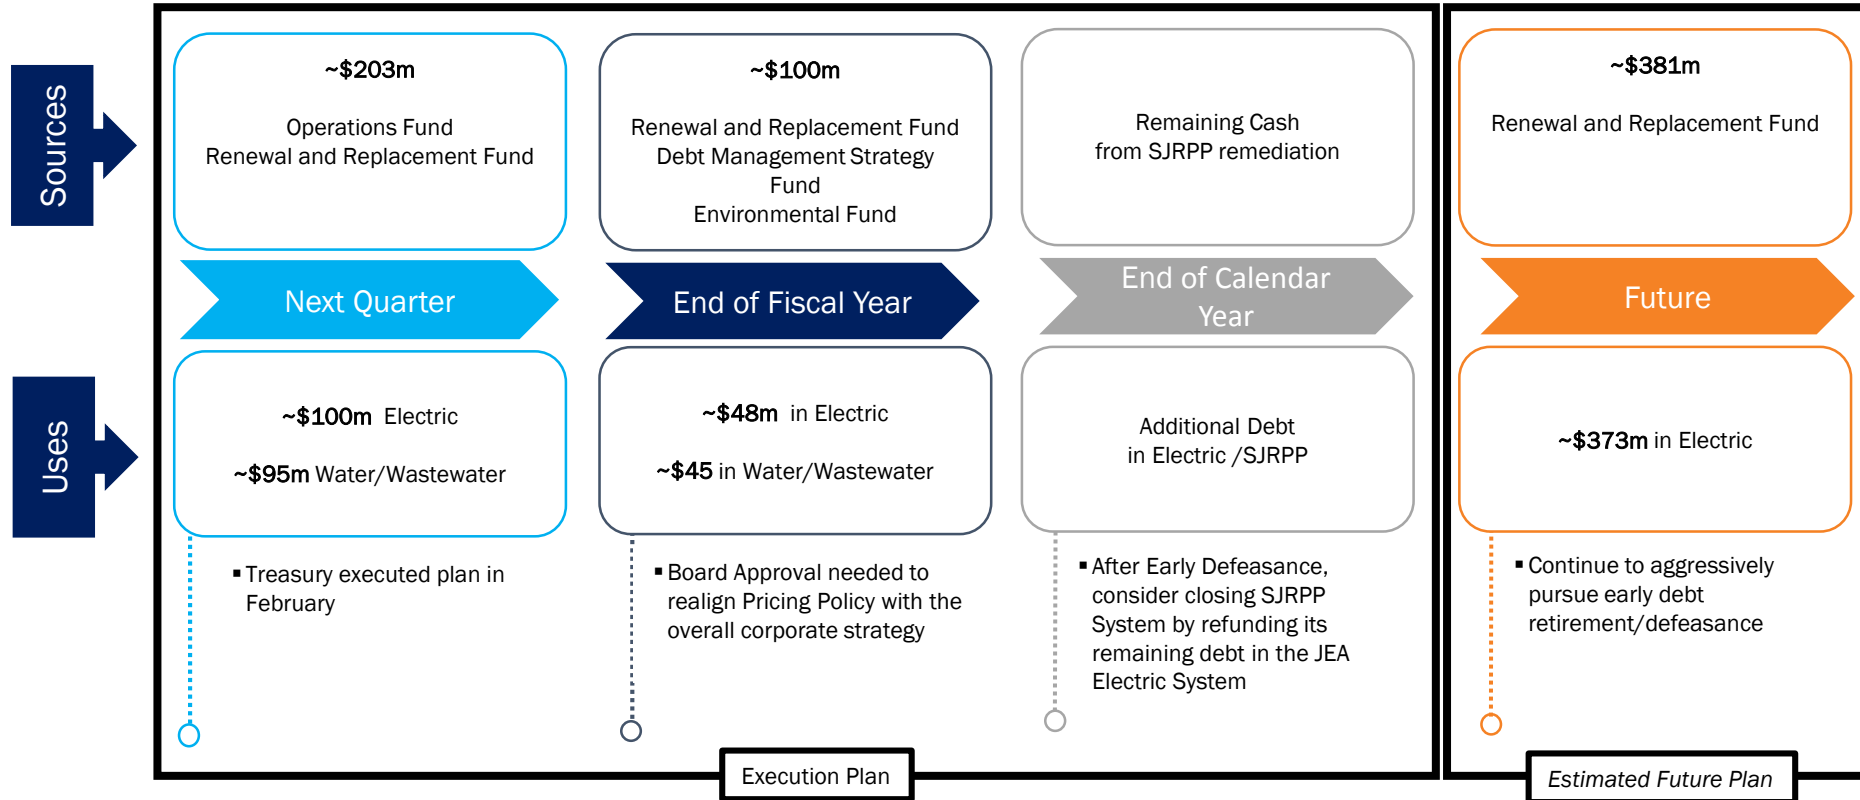 Sources
~$203m
Operations Fund
Renewal and Replacement Fund
~$100m
Renewal and Replacement Fund
Debt Management Strategy
Fund
Environmental Fund
Remaining Cash
from SJRPP remediation
~$381m
Renewal and Replacement Fund
Next Quarter
End of Fiscal Year
End of Calendar
Year
Future
Uses
~$100m Electric
~$95m Water/Wastewater
~$48m in Electric
~$45 in Water/Wastewater
Additional Debt
in Electric /SJRPP
~$373m in Electric
▪ Treasury executed plan in
February
▪ Board Approval needed to
realign Pricing Policy with the
overall corporate strategy
▪ After Early Defeasance,
consider closing SJRPP
System by refunding its
remaining debt in the JEA
Electric System
▪ Continue to aggressively
pursue early debt
retirement/defeasance
Execution Plan
Estimated Future Plan